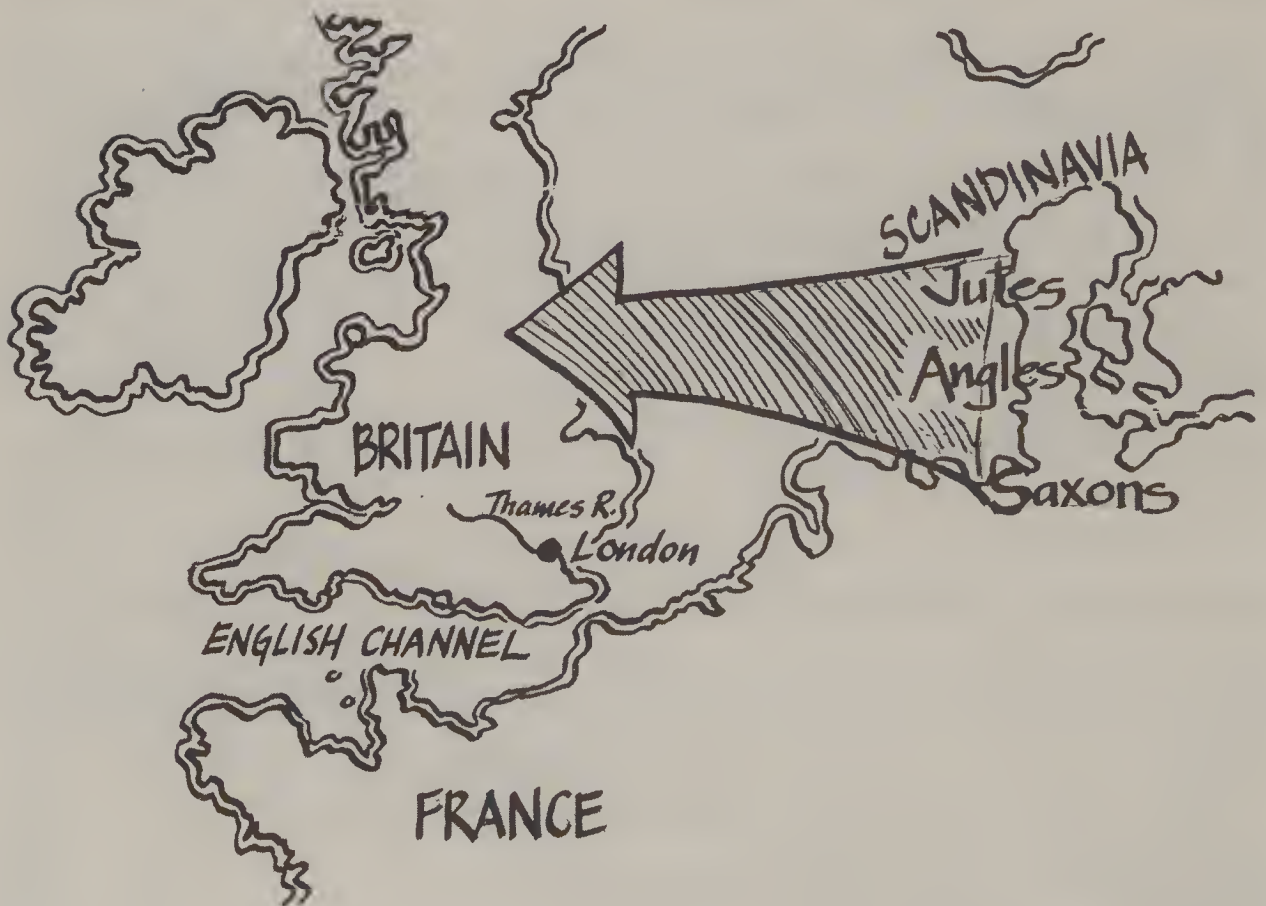 SCANDINAVIA
Jutes
Angles
BRITAIN
Saxons
Thames R.
London
ENGLISH CHANNEL
FRANCE